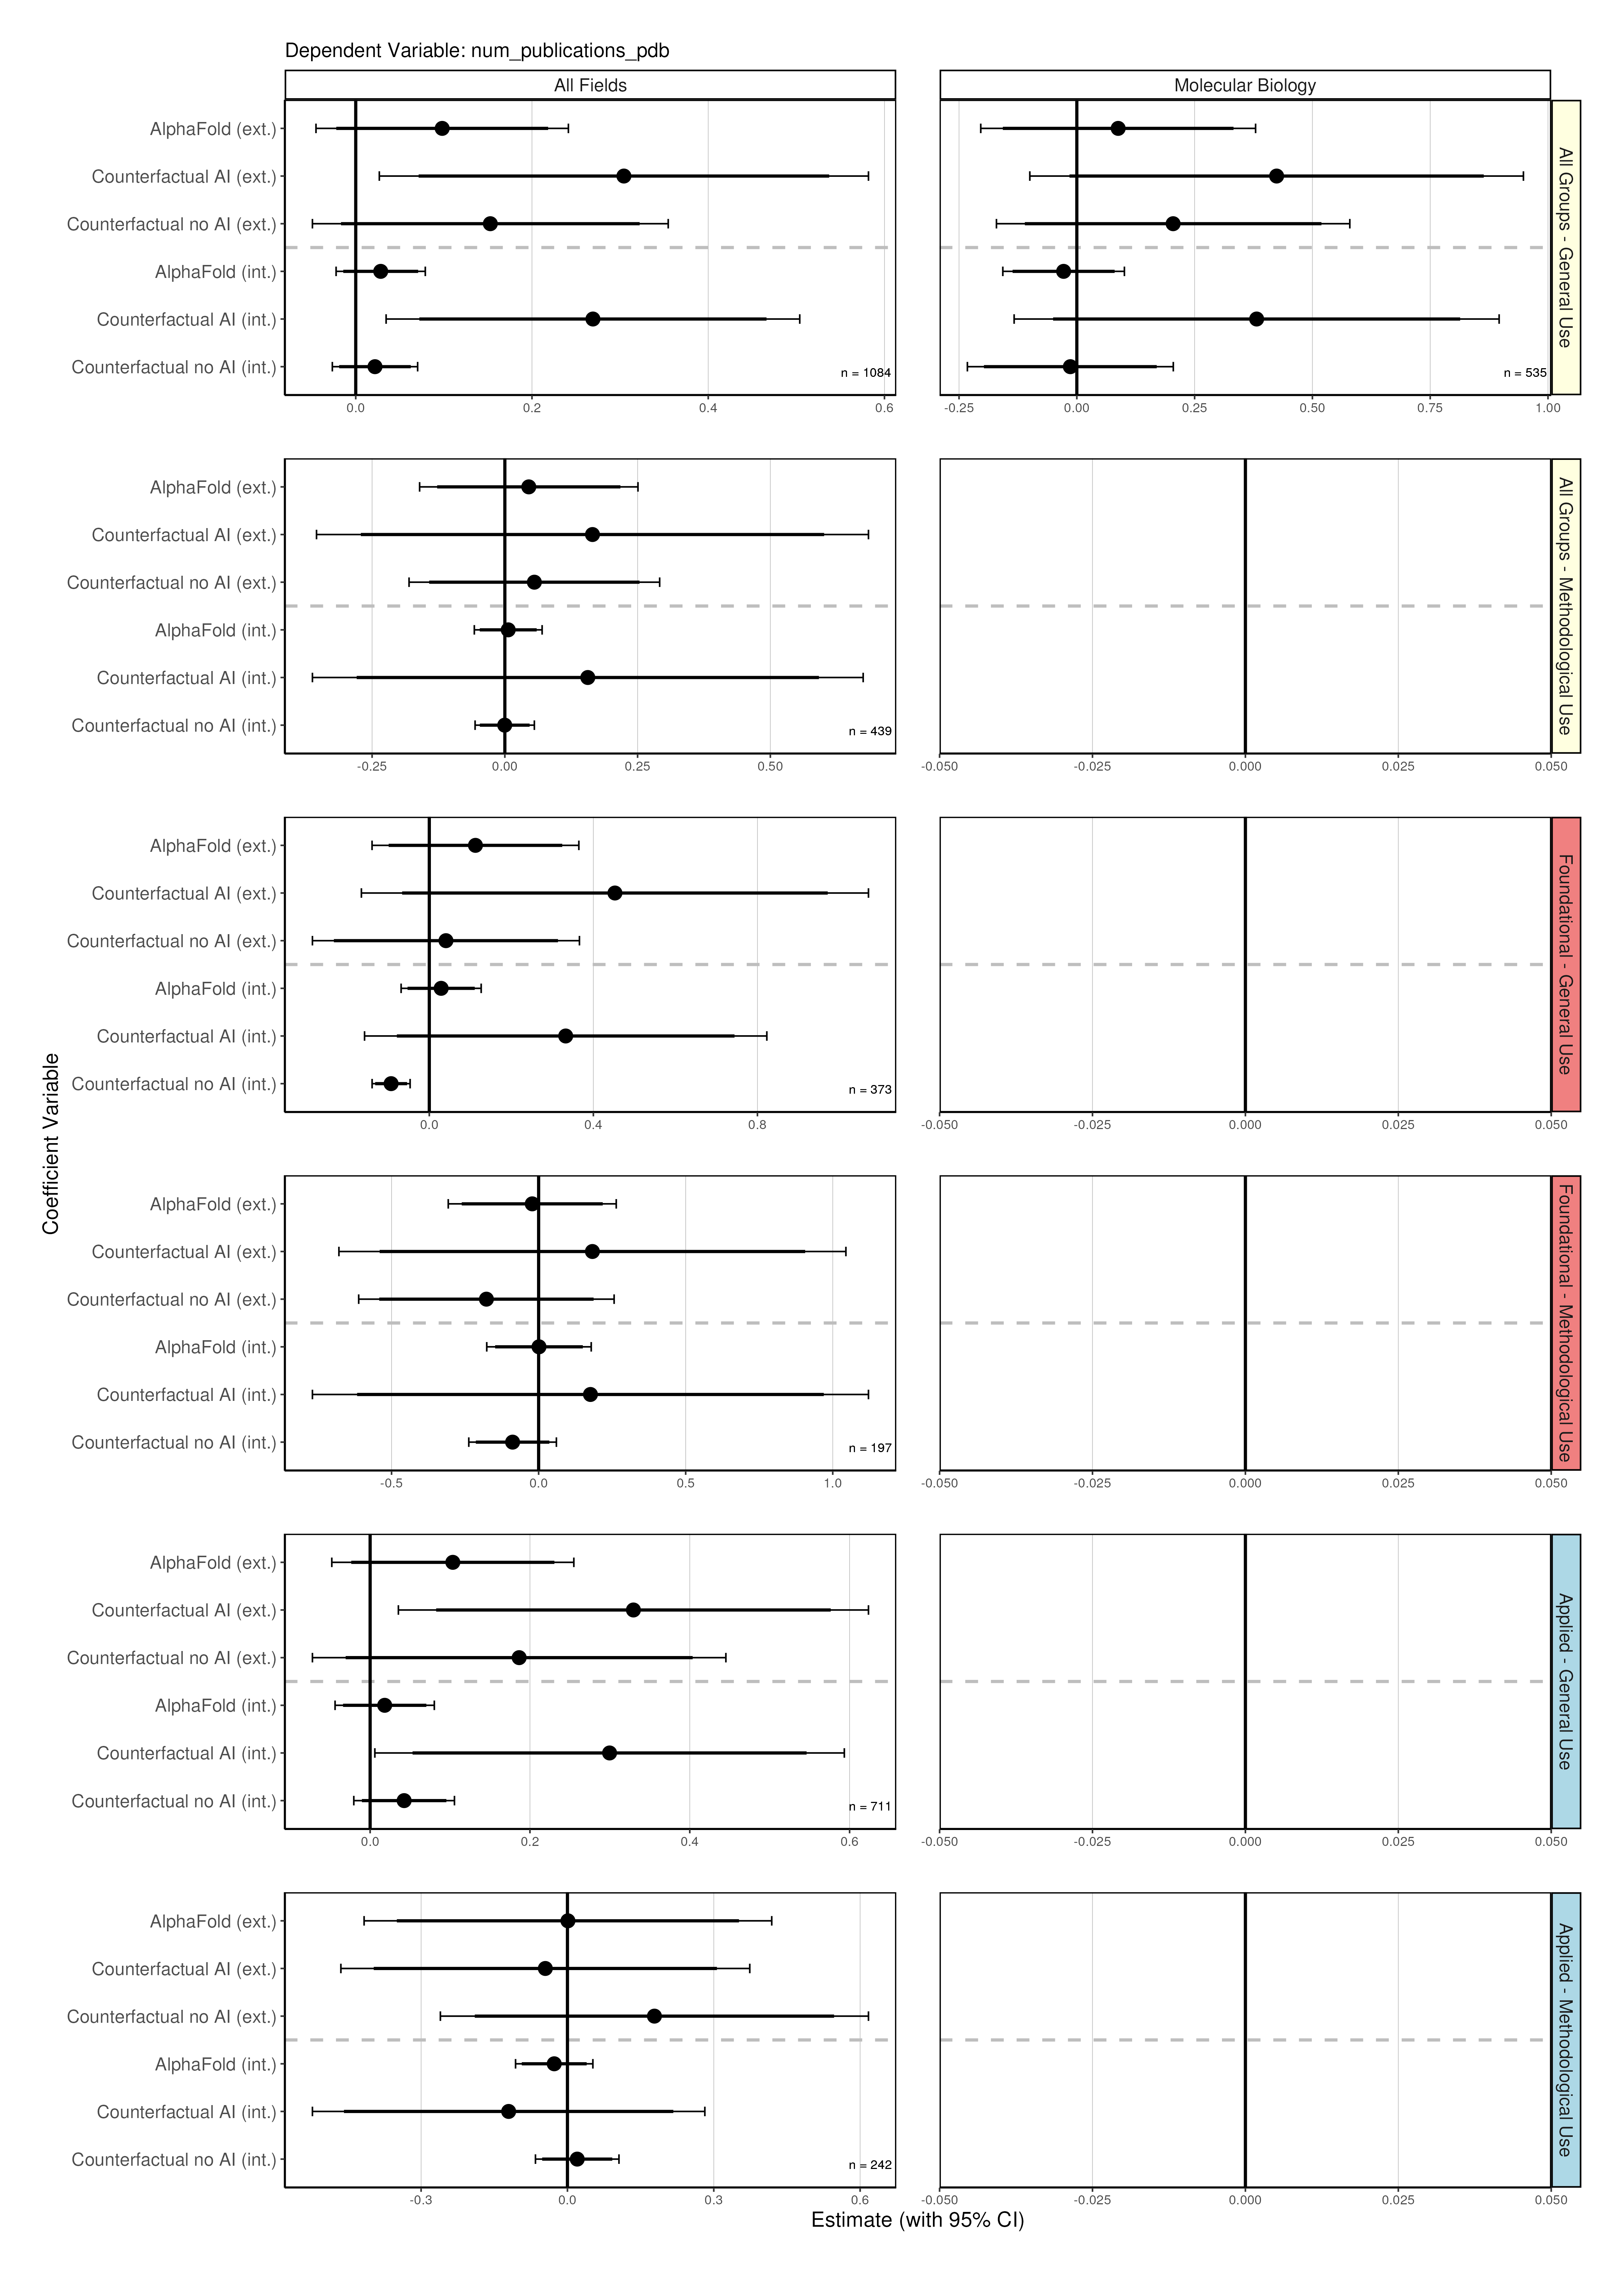 Dependent Variable: num_publications_pdb
All Fields
Molecular Biology
AlphaFold (ext.)
Counterfactual AI (ext.)
Counterfactual no AI (ext.)
AlphaFold (int.)
Counterfactual AI (int.)
Counterfactual no AI (int.)
n = 1084
n = 535
All Groups - General Use
0.0 0.2 0.4 0.6
-0.25 0.00 0.25 0.50 0.75 1.00
AlphaFold (ext.)
Counterfactual AI (ext.)
Counterfactual no AI (ext.)
AlphaFold (int.)
Counterfactual AI (int.)
Counterfactual no AI (int.)
n = 439
All Groups - Methodological Use
-0.25 0.00 0.25 0.50
-0.050 -0.025 0.000 0.025 0.050
AlphaFold (ext.)
Counterfactual AI (ext.)
Counterfactual no AI (ext.)
AlphaFold (int.)
Counterfactual AI (int.)
Counterfactual no AI (int.)
n = 373
Foundational - General Use
0.0 0.4 0.8
-0.050 -0.025 0.000 0.025 0.050
Coefficient Variable
AlphaFold (ext.)
Counterfactual AI (ext.)
Counterfactual no AI (ext.)
AlphaFold (int.)
Counterfactual AI (int.)
Counterfactual no AI (int.)
n = 197
Foundational - Methodological Use
-0.5 0.0 0.5 1.0
-0.050 -0.025 0.000 0.025 0.050
AlphaFold (ext.)
Counterfactual AI (ext.)
Counterfactual no AI (ext.)
AlphaFold (int.)
Counterfactual AI (int.)
Counterfactual no AI (int.)
n = 711
Applied - General Use
0.0 0.2 0.4 0.6
-0.050 -0.025 0.000 0.025 0.050
AlphaFold (ext.)
Counterfactual AI (ext.)
Counterfactual no AI (ext.)
AlphaFold (int.)
Counterfactual AI (int.)
Counterfactual no AI (int.)
n = 242
Applied - Methodological Use
-0.3 0.0 0.3 0.6
-0.050 -0.025 0.000 0.025 0.050
Estimate (with 95% CI)